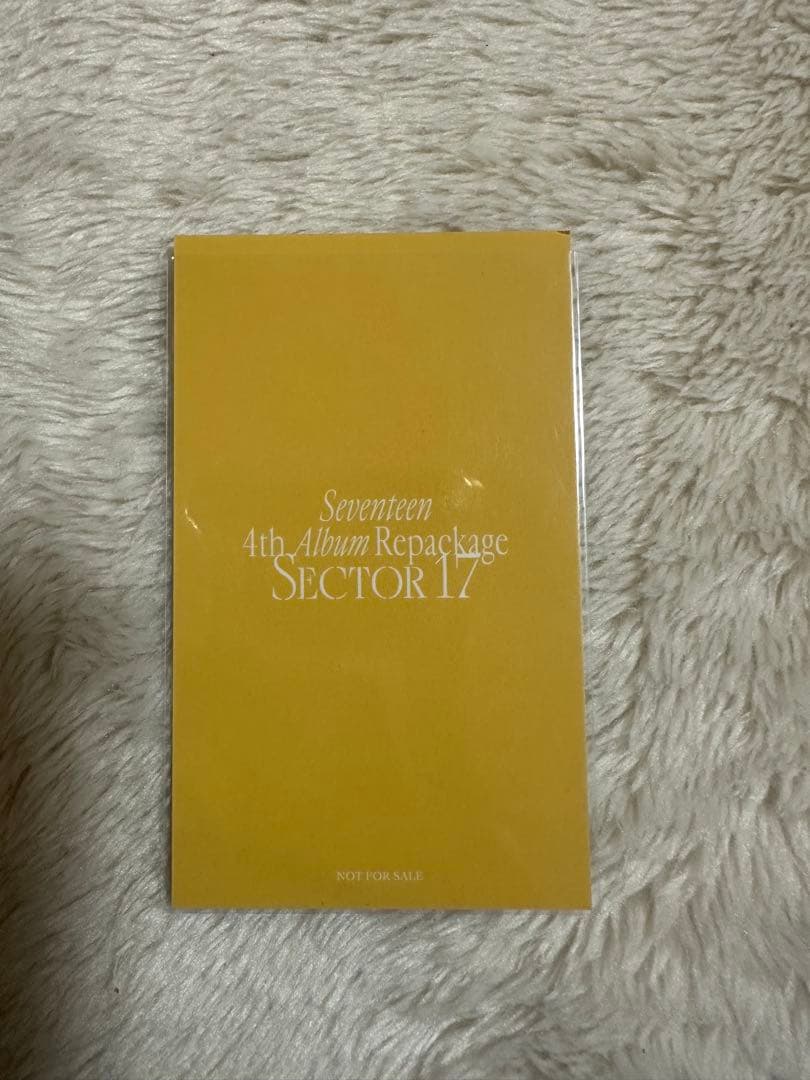 Seventeen
4th Album Repackage
SECTOR 17
NOT FOR SALE